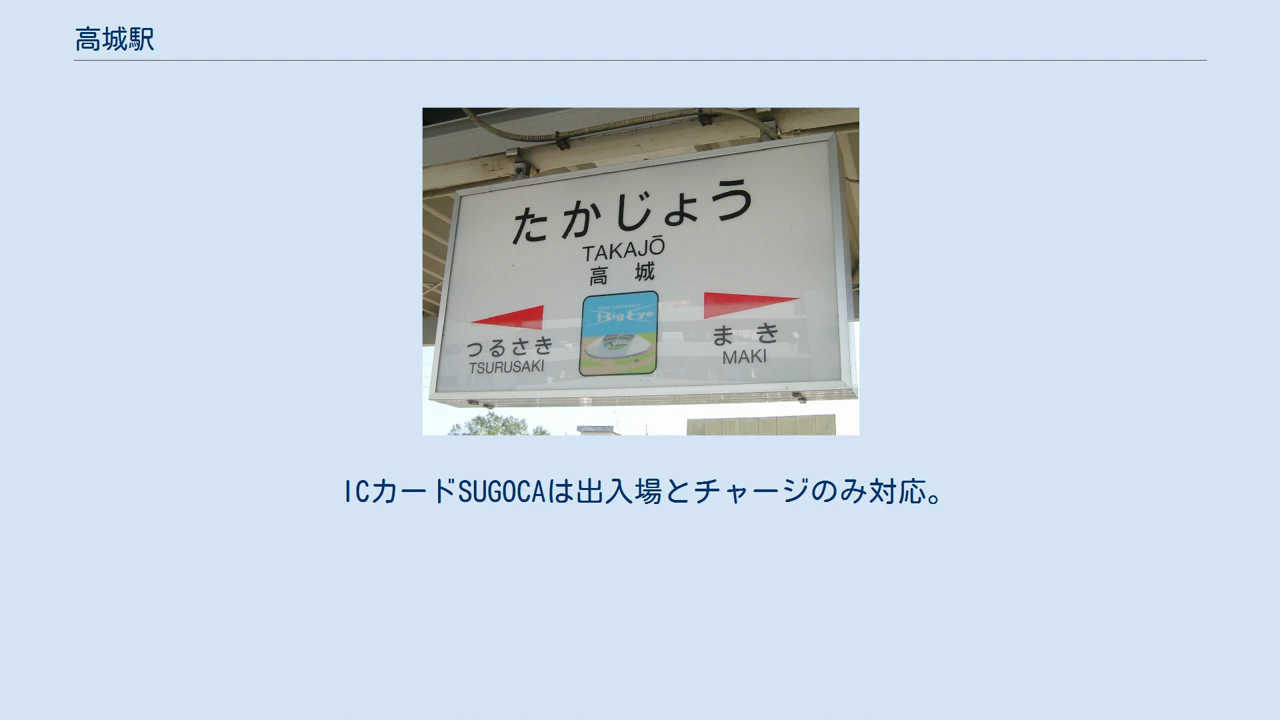 高城駅
たかじょう
TAKAJŌ
高 城
Big Eye
つるさき
TSURUSAKI
まき
MAKI
ICカードSUGOCAは出入場とチャージのみ対応。